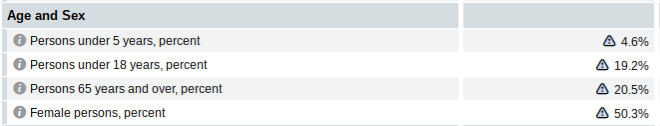 Age and Sex
Persons under 5 years, percent 4.6%
Persons under 18 years, percent 19.2%
Persons 65 years and over, percent 20.5%
Female persons, percent 50.3%